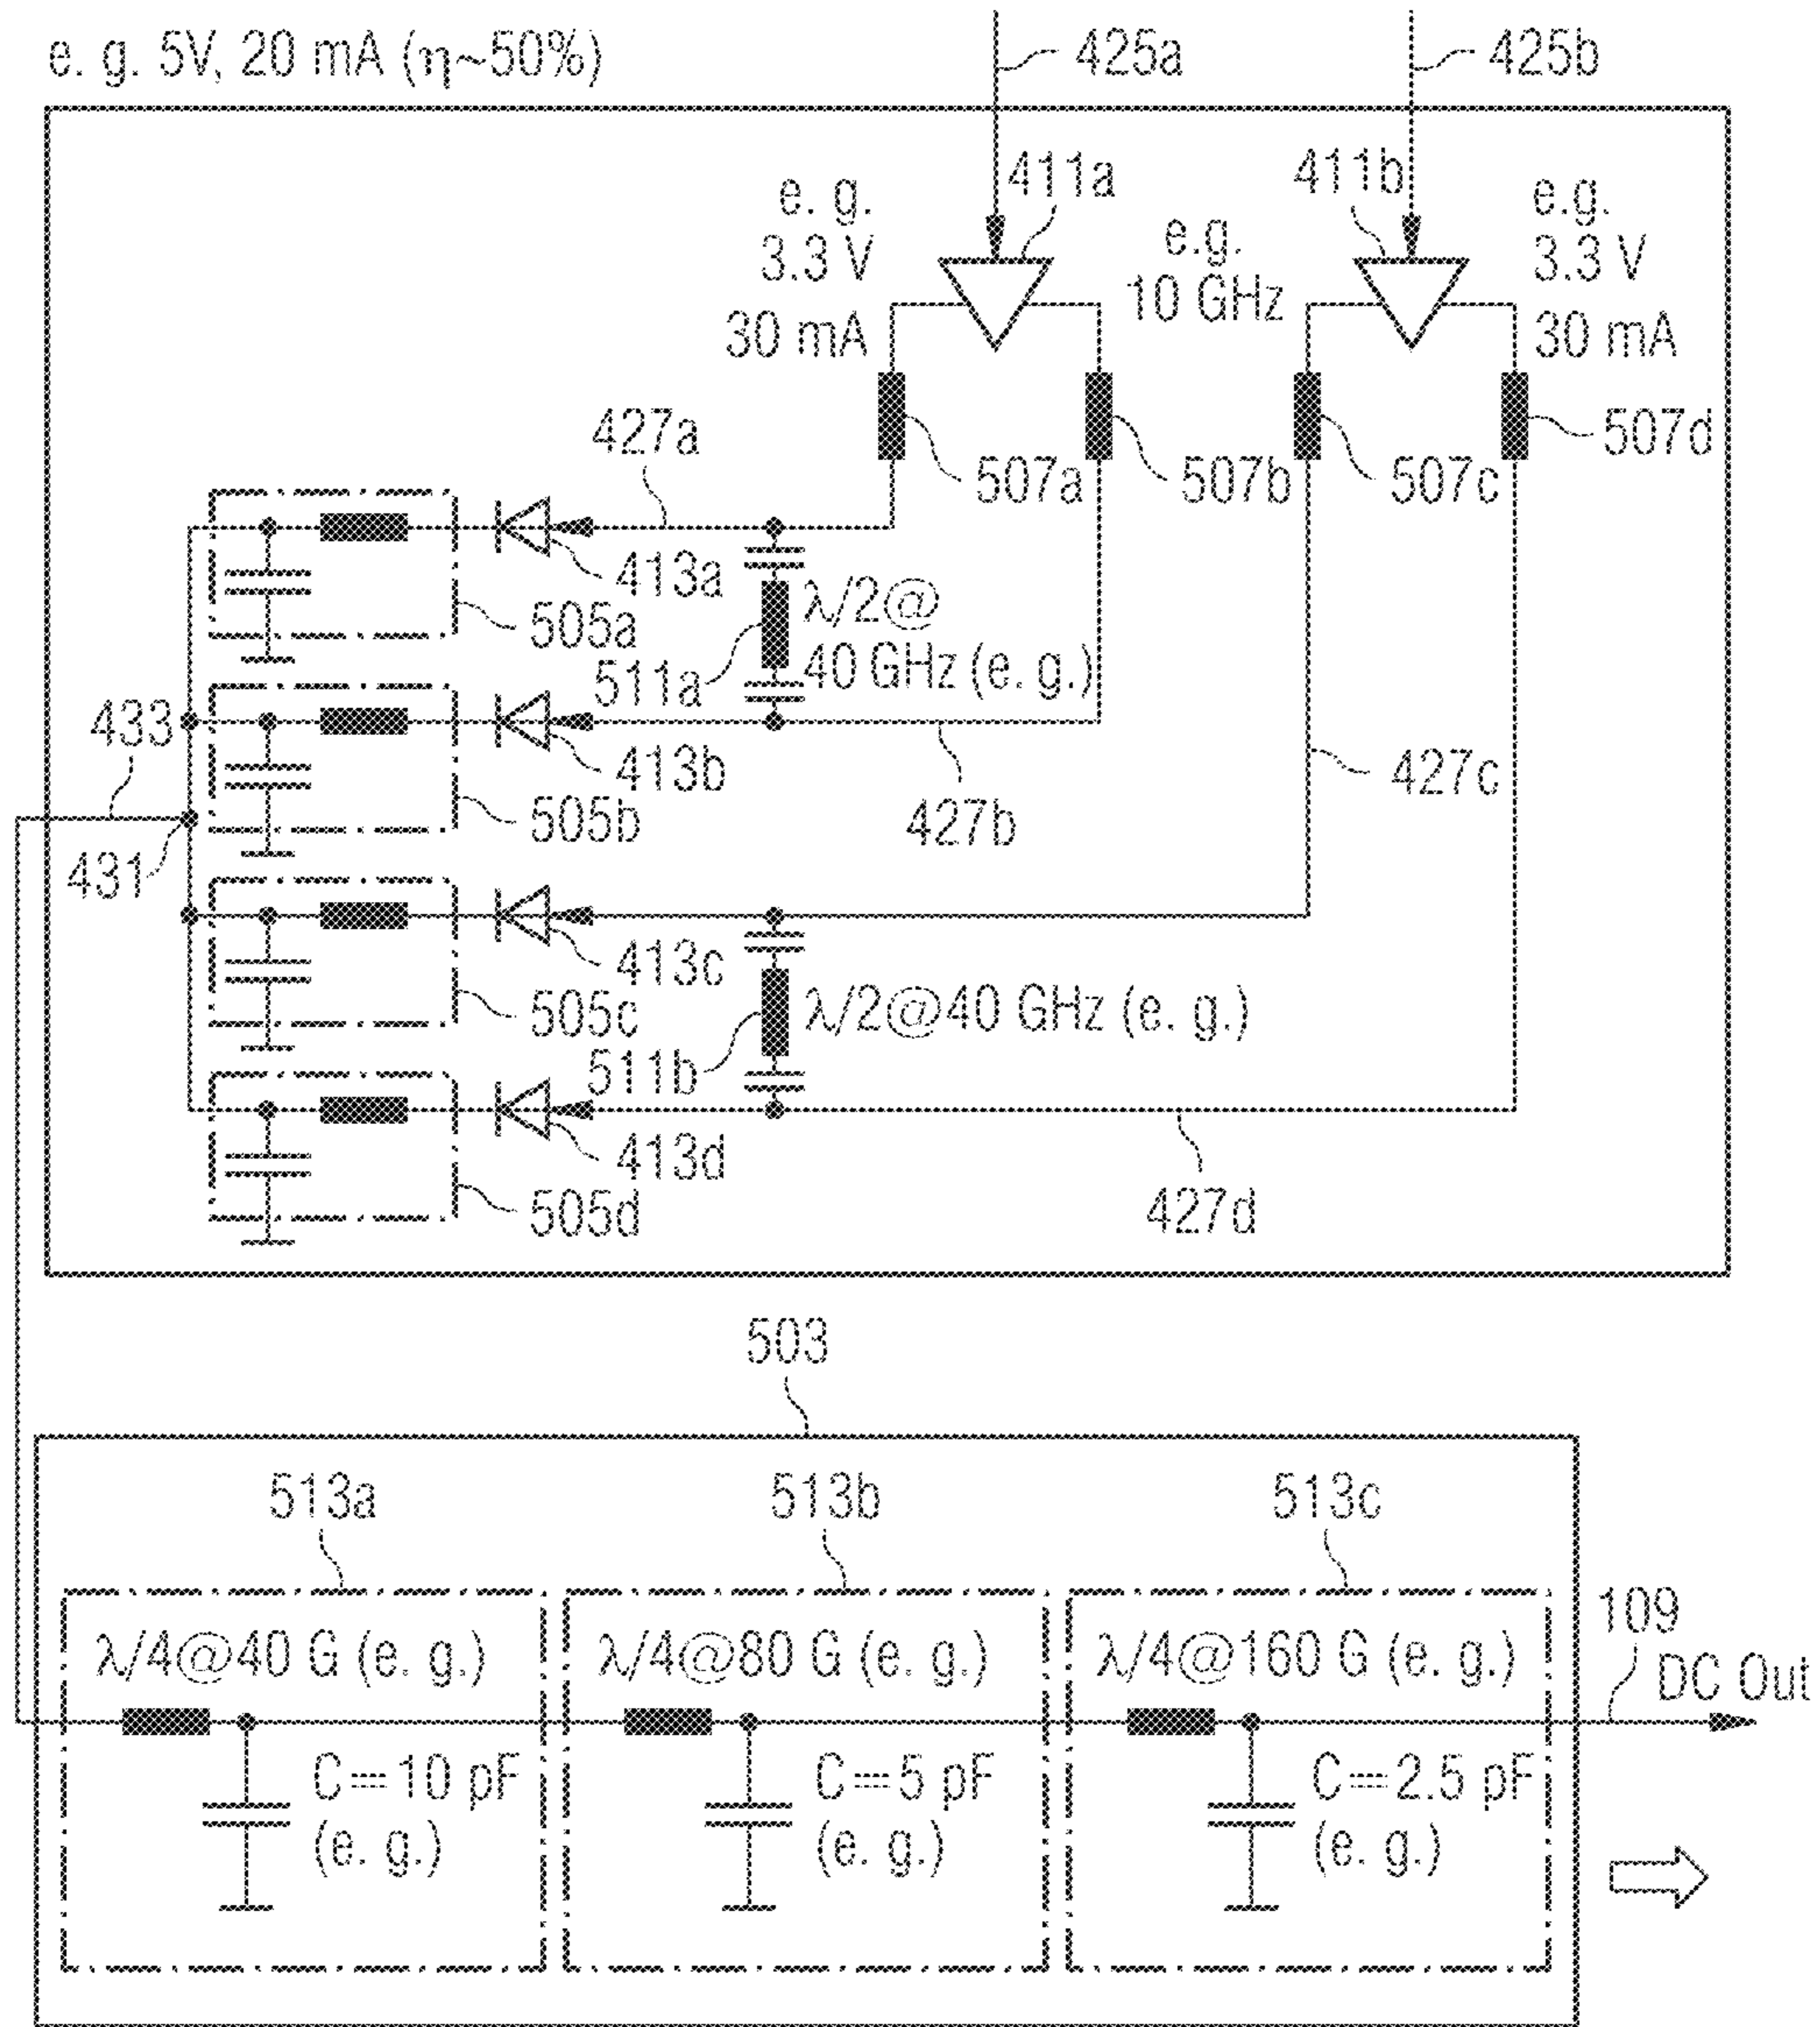 e. g. 5V, 20 mA (η~50%)
425a
425b
411a
411b
e. g.
3.3 V
30 mA
e.g.
10 GHz
e.g.
3.3 V
30 mA
427a
507a
507b
507c
507d
413a
505a
λ/2@
40 GHz (e. g.)
511a
433
413b
505b
427b
427c
431
413c
505c
λ/2@40 GHz (e. g.)
511b
413d
505d
427d
503
513a
513b
513c
λ/4@40 G (e. g.)
λ/4@80 G (e. g.)
λ/4@160 G (e. g.)
109
DC Out
C=10 pF
(e. g.)
C=5 pF
(e. g.)
C=2.5 pF
(e. g.)